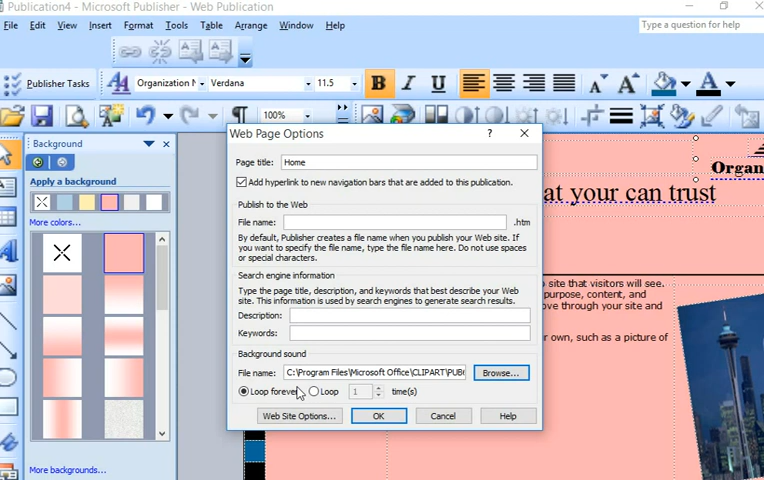 Publication4 - Microsoft Publisher - Web Publication
File Edit View Insert Format Tools Table Arrange Window Help
Type a question for help
Publisher Tasks
Organization N
Verdana
11.5
B I U
A A A
100%
Background
Apply a background
More colors...
More backgrounds...
Web Page Options
? ×
Page title: Home
Add hyperlink to new navigation bars that are added to this publication.
Publish to the Web
File name: .htm
By default, Publisher creates a file name when you publish your Web site. If
you want to specify the file name, type the file name here. Do not use spaces
or special characters.
Search engine information
Type the page title, description, and keywords that best describe your Web
site. This information is used by search engines to generate search results.
Description:
Keywords:
Background sound
File name: C:\Program Files\Microsoft Office\CLIPART\PUB
Browse...
Loop forever Loop 1 time(s)
Web Site Options... OK Cancel Help
Organ
at your can trust
site that visitors will see.
purpose, content, and
ove through your site and
r own, such as a picture of